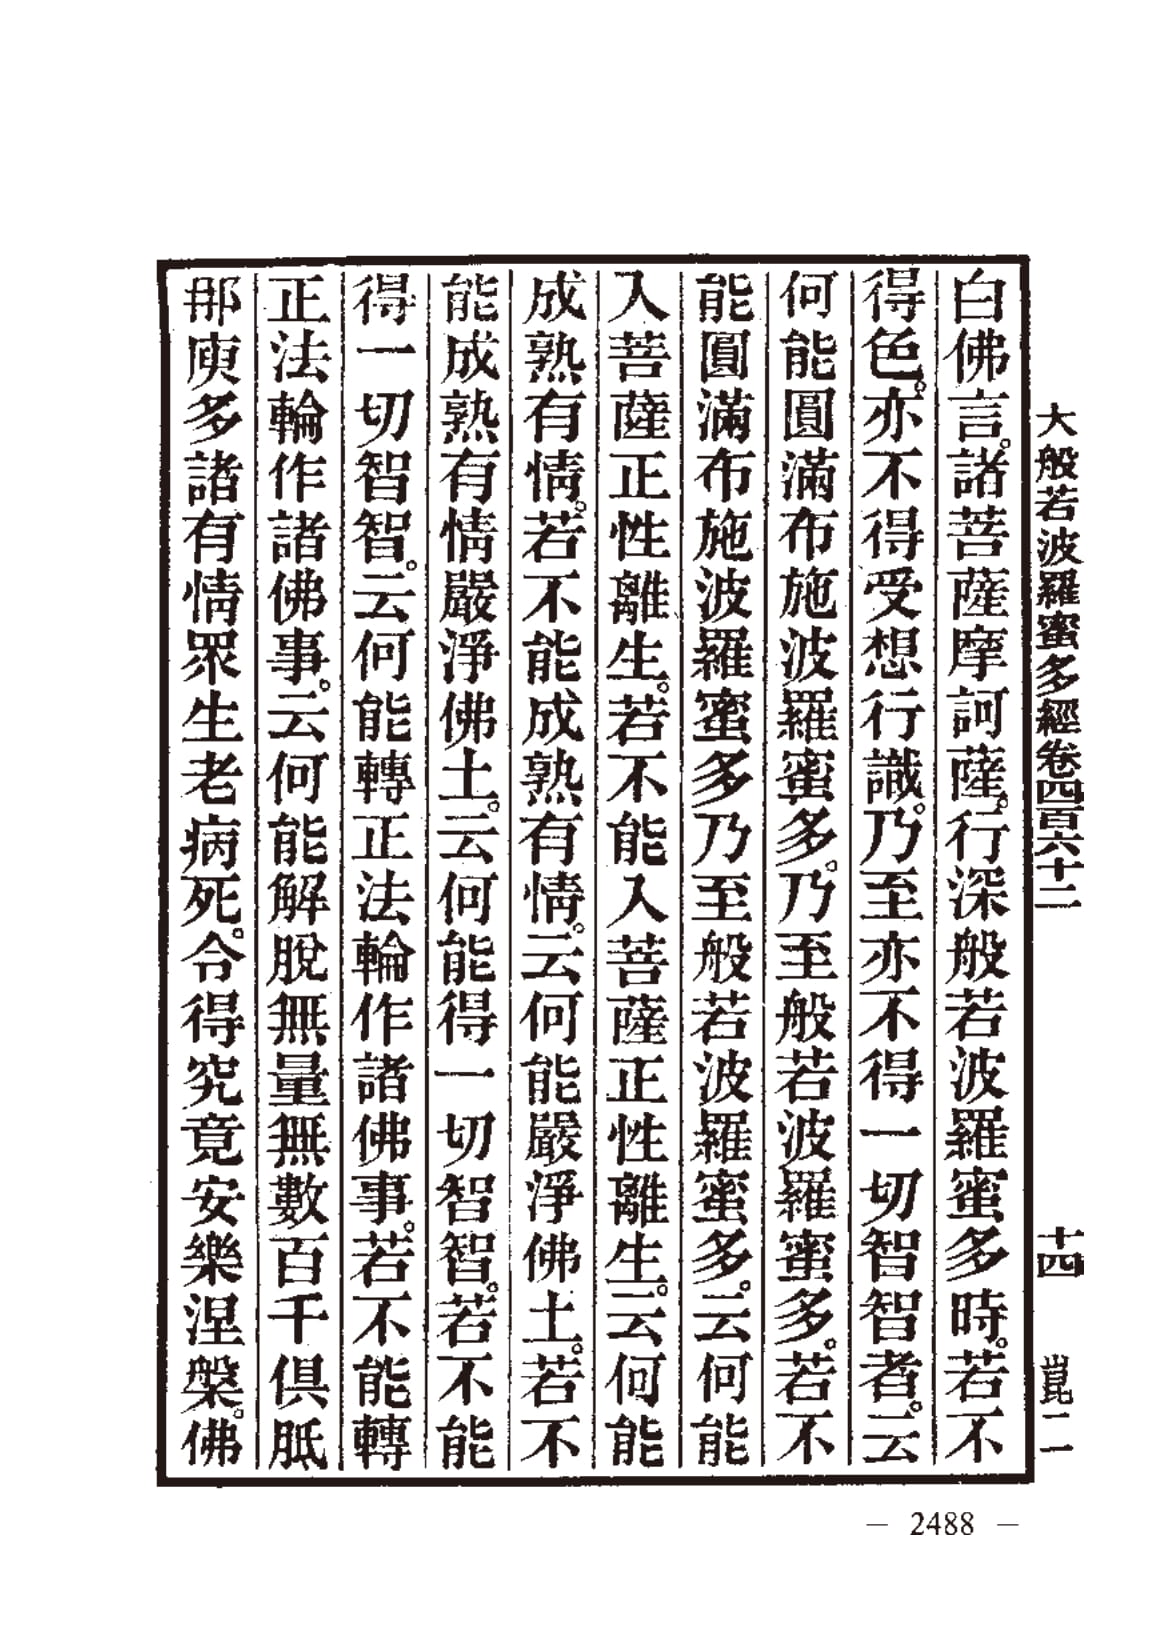 大般若波羅蜜多經卷四百六十二 十四 崑二
白佛言。諸菩薩摩訶薩。行深般若波羅蜜多時。若不
得色。亦不得受想行識。乃至亦不得一切智智者。云
何能圓滿布施波羅蜜多。乃至般若波羅蜜多。若不
能圓滿布施波羅蜜多乃至般若波羅蜜多。云何能
入菩薩正性離生。若不能入菩薩正性離生。云何能
成熟有情。若不能成熟有情。云何能嚴淨佛土。若不
能成熟有情嚴淨佛土。云何能得一切智智。若不能
得一切智智。云何能轉正法輪作諸佛事。若不能轉
正法輪作諸佛事。云何能解脫無量無數百千俱胝
那庾多諸有情眾生老病死。令得究竟安樂涅槃。佛
— 2488 —